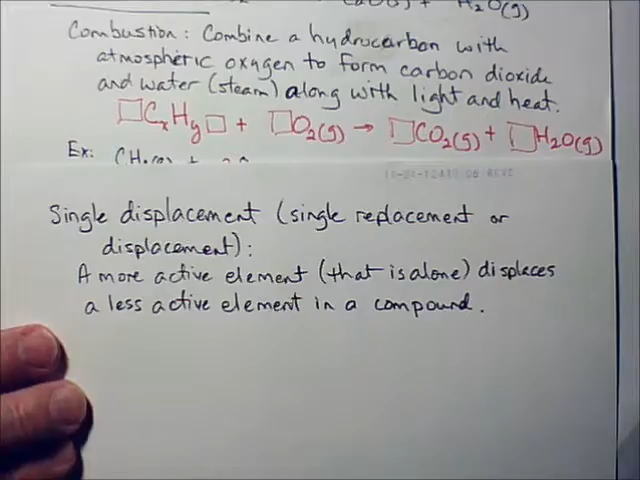 H₂O(g)
Combustion: Combine a hydrocarbon with
atmospheric oxygen to form carbon dioxide
and water (steam) along with light and heat.
□CₓHᵧ□ + □O₂(g) → □CO₂(g) + □H₂O(g)
Ex:
Single displacement (single replacement or
displacement):
A more active element (that is alone) displaces
a less active element in a compound.